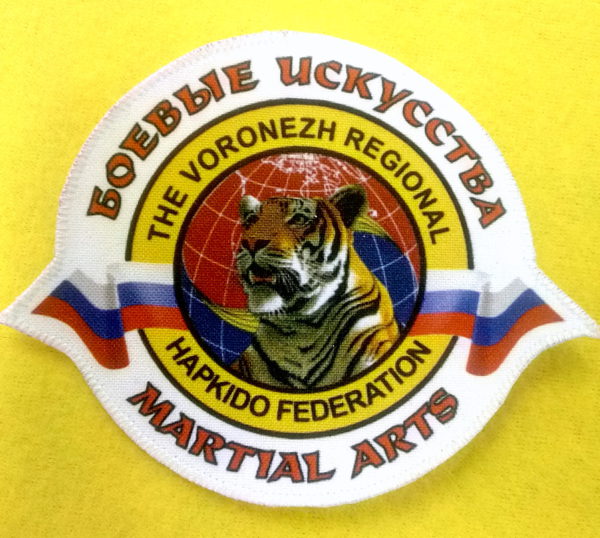 БОЕВЫЕ ИСКУССТВА
THE VORONEZH REGIONAL
HAPKIDO FEDERATION
MARTIAL ARTS